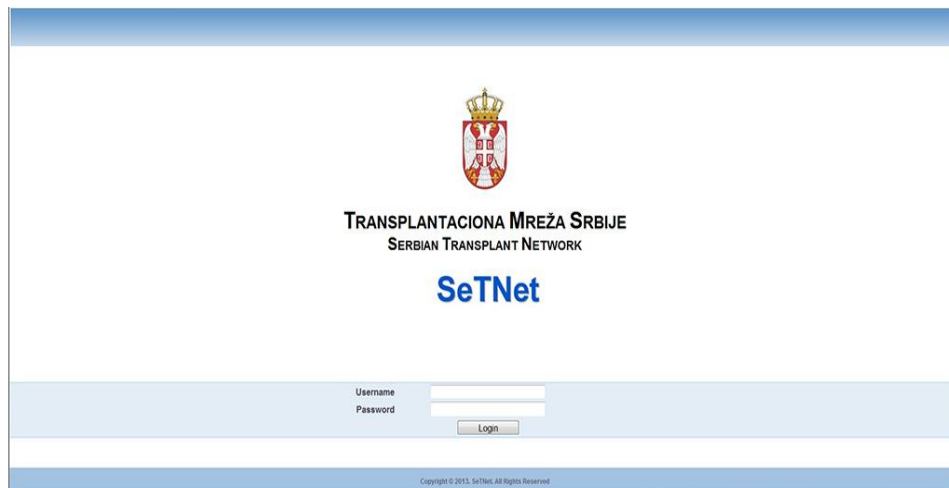 TRANSPLANTACIONA MREŽA SRBIJE
SERBIAN TRANSPLANT NETWORK
SeTNet
Username
Password
Login
Copyright © 2013. SeTNet. All Rights Reserved